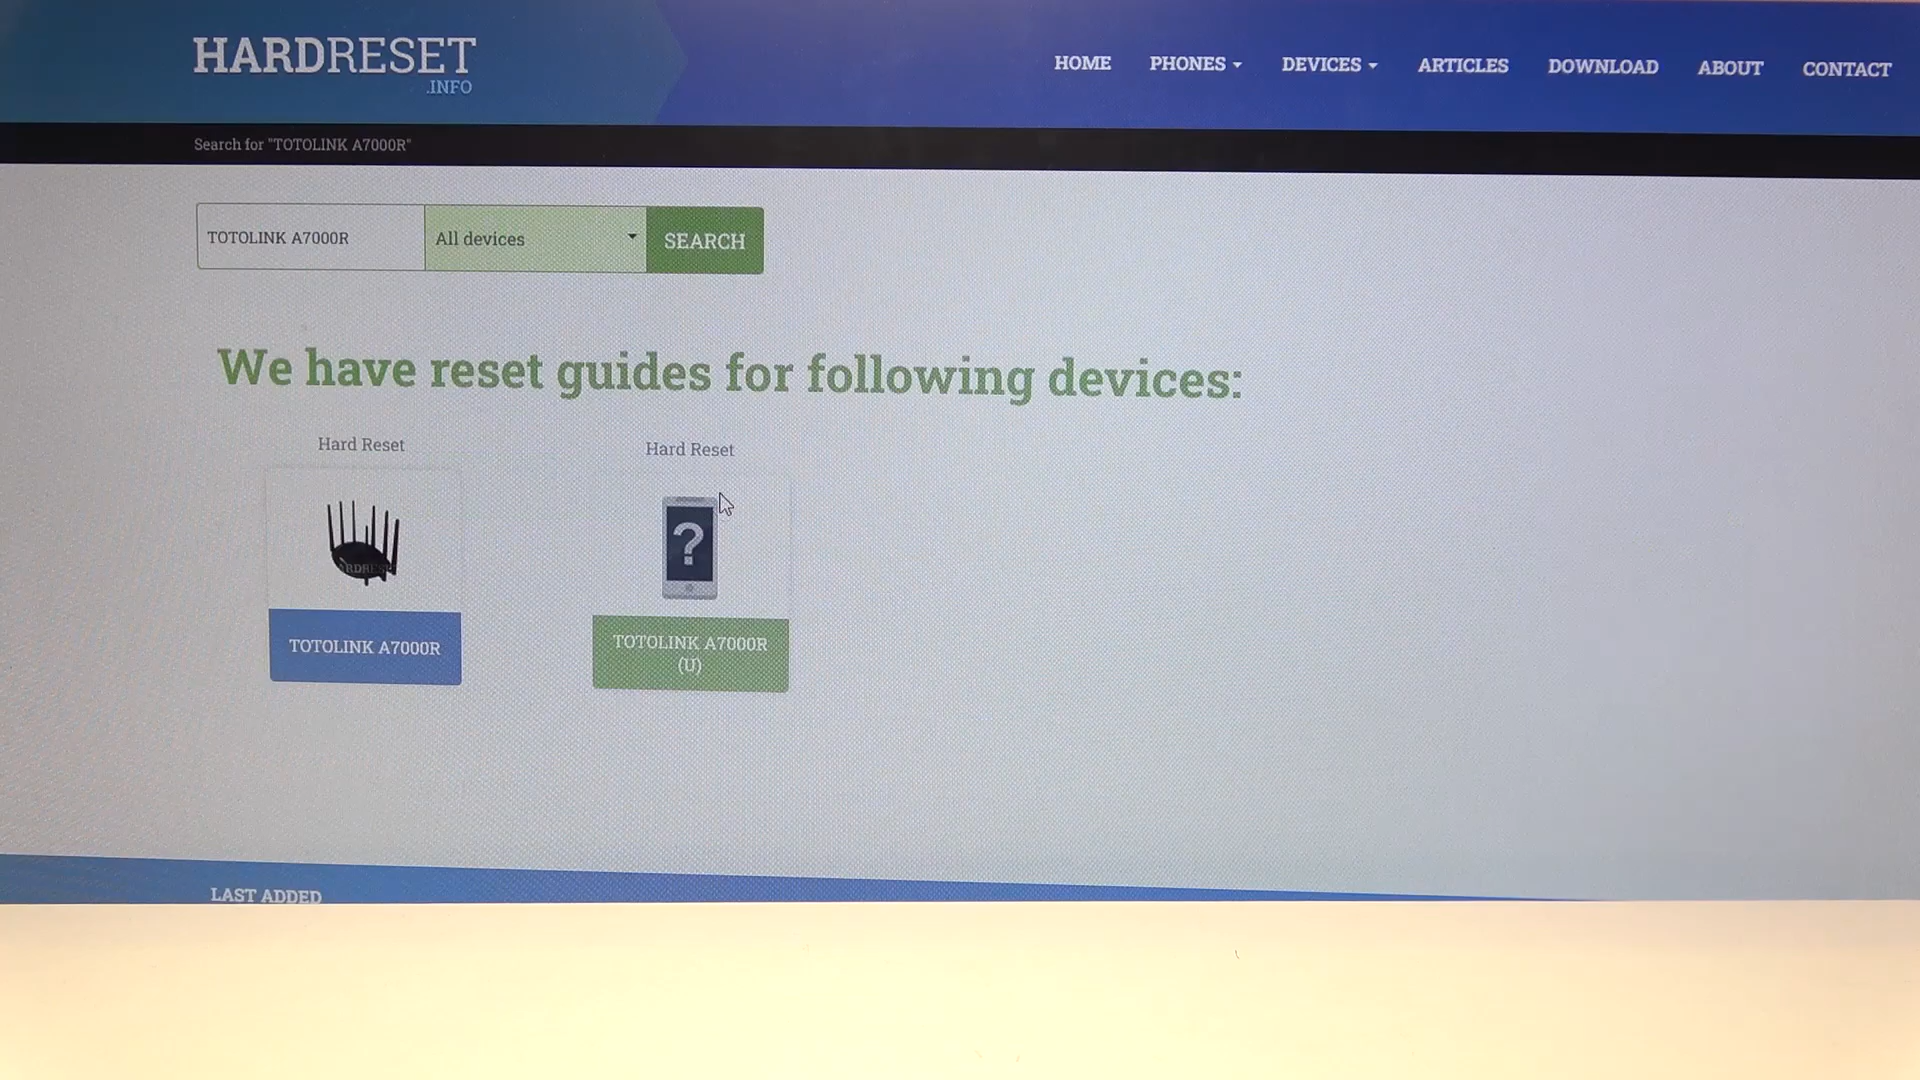 HARDRESET
.INFO
HOME PHONES DEVICES ARTICLES DOWNLOAD ABOUT CONTACT
Search for "TOTOLINK A7000R"
TOTOLINK A7000R All devices SEARCH
We have reset guides for following devices:
Hard Reset Hard Reset
?
TOTOLINK A7000R
TOTOLINK A7000R
(U)
LAST ADDED